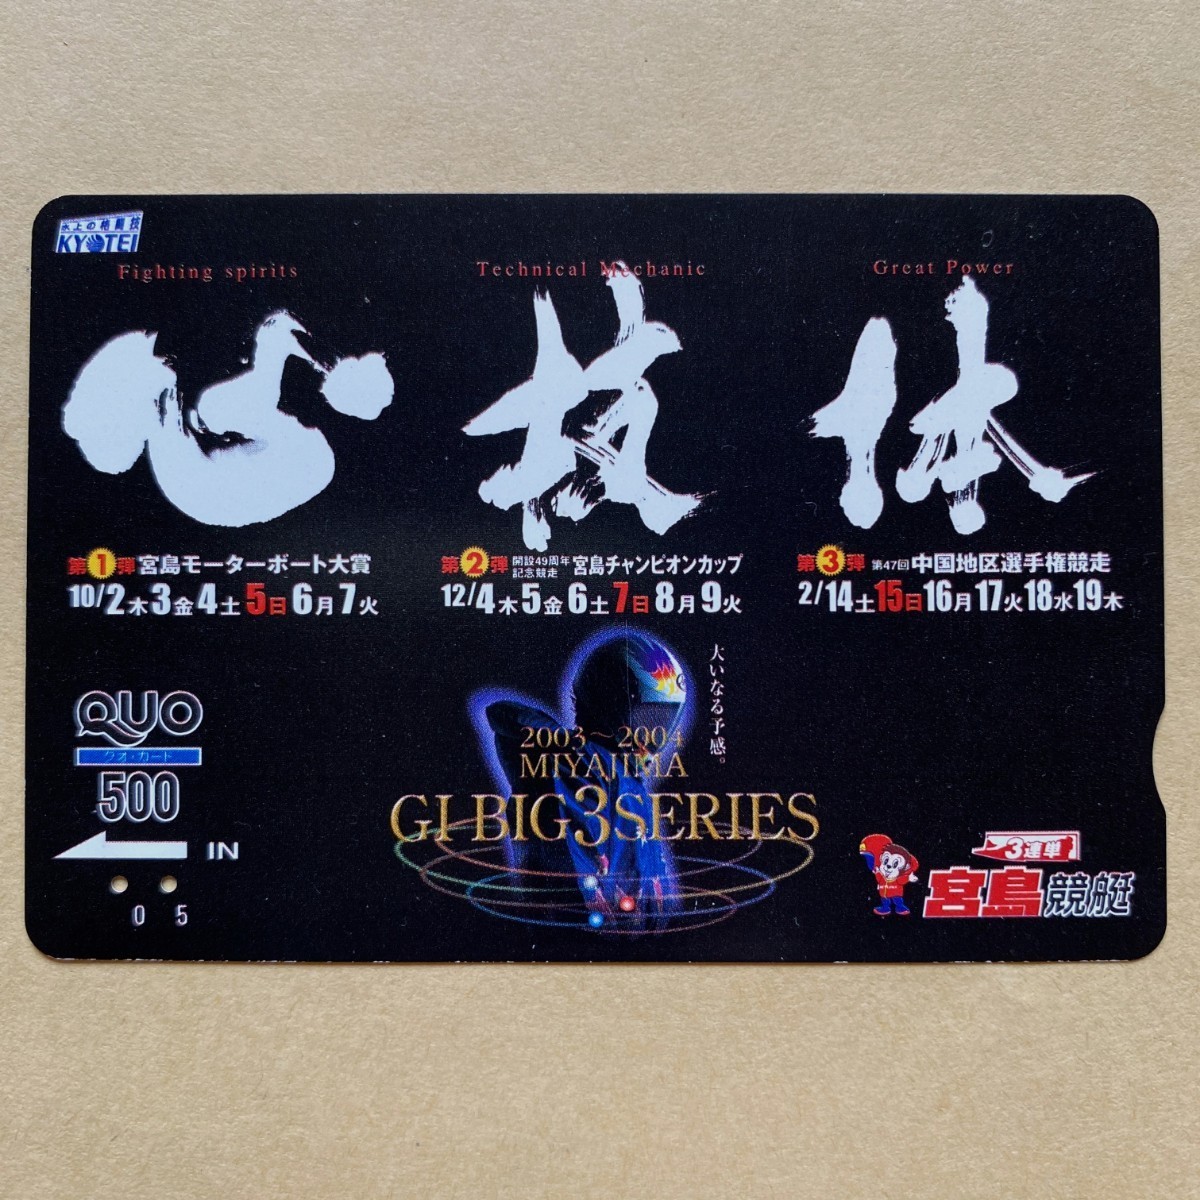 水上の格闘技
KYOTEI
Fighting spirits
心
第1弾 宮島モーターボート大賞
10/2木3金4土5日6月7火
Technical Mechanic
技
第2弾 開設49周年記念競走 宮島チャンピオンカップ
12/4木5金6土7日8月9火
Great Power
体
第3弾 第47回 中国地区選手権競走
2/14土15日16月17火18水19木
大いなる予感。
2003～2004
MIYAJIMA
GI BIG3SERIES
QUO
クオ・カード
500
IN
0 5
3連単
宮島競艇